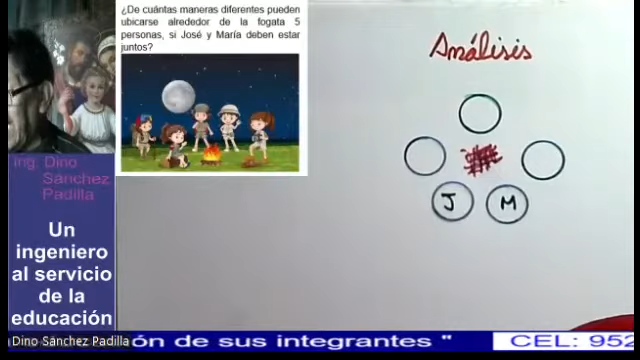 ¿De cuántas maneras diferentes pueden
ubicarse alrededor de la fogata 5
personas, si José y María deben estar
juntos?
Análisis
J M
Ing. Dino
Sánchez
Padilla
Un
ingeniero
al servicio
de la
educación
Dino Sánchez Padilla
ón de sus integrantes " CEL: 952